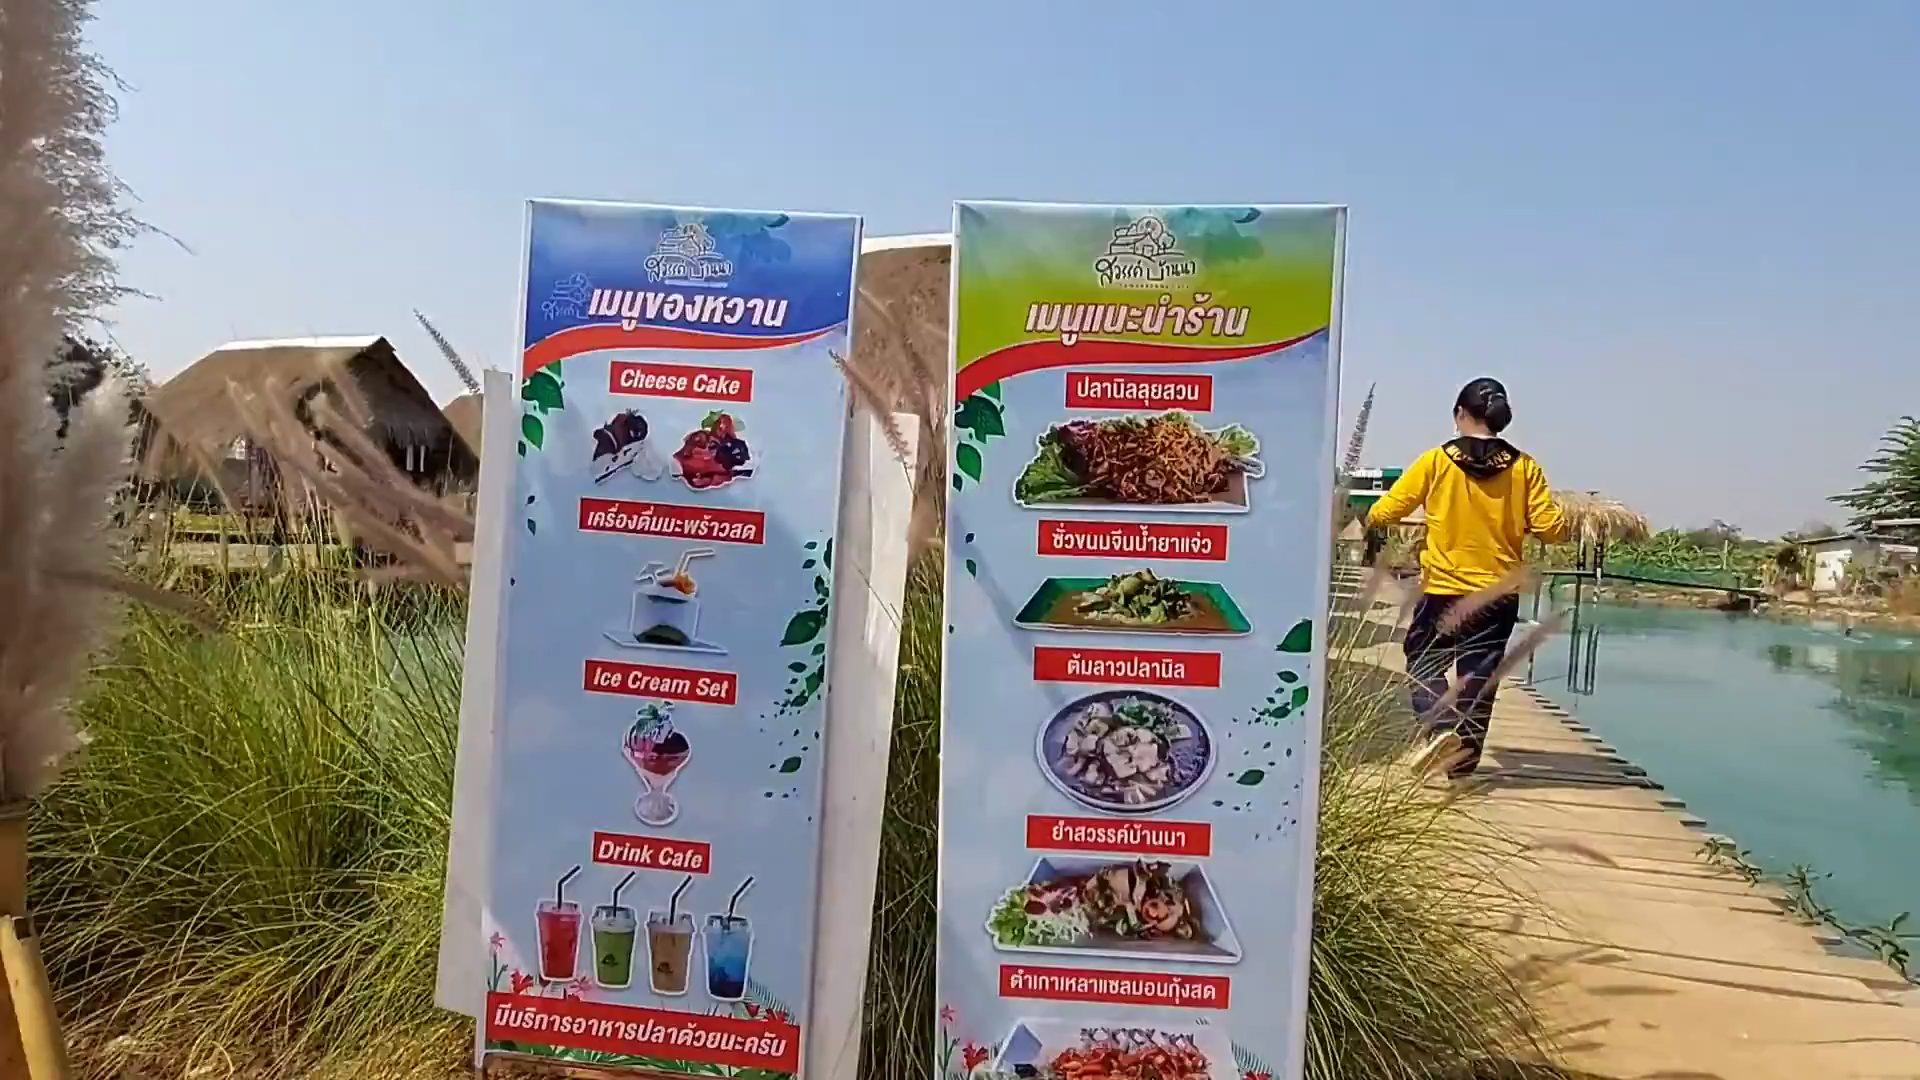 สวรรค์บ้านนา
เมนูของหวาน
Cheese Cake
เครื่องดื่มมะพร้าวสด
Ice Cream Set
Drink Cafe
มีบริการอาหารปลาด้วยนะครับ
สวรรค์บ้านนา
เมนูแนะนำร้าน
ปลานิลลุยสวน
ซั่วขนมจีนน้ำยาแจ่ว
ต้มลาวปลานิล
ยำสวรรค์บ้านนา
ตำเกาเหลาแซลมอนกุ้งสด